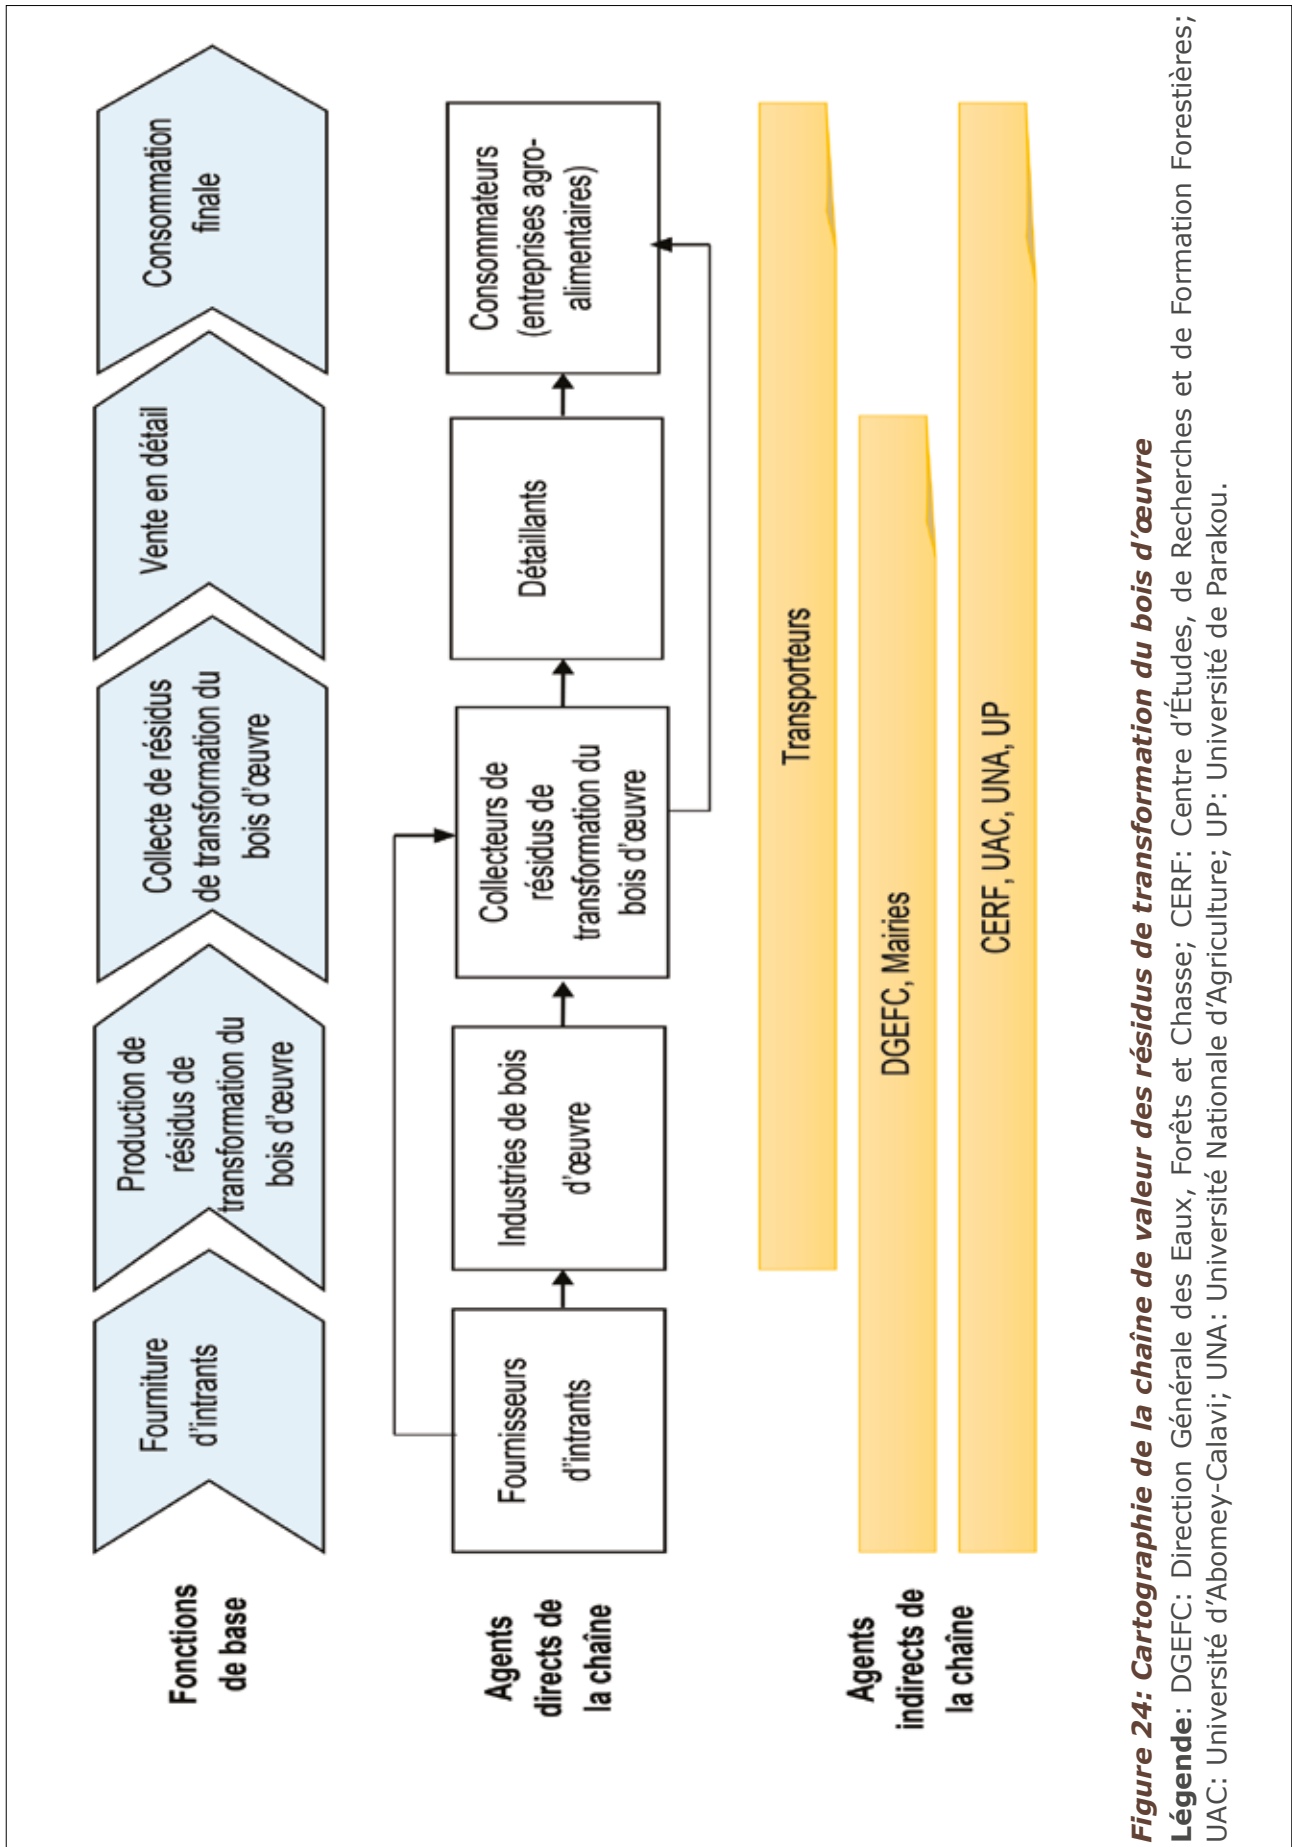 Fonctions
de base
Fourniture
d'intrants
Production de
résidus de
transformation du
bois d'œuvre
Collecte de résidus
de transformation du
bois d'œuvre
Vente en détail
Consommation
finale
Agents
directs de
la chaîne
Fournisseurs
d'intrants
Industries de bois
d'œuvre
Collecteurs de
résidus de
transformation du
bois d'œuvre
Détaillants
Consommateurs
(entreprises agro-
alimentaires)
Agents
indirects de
la chaîne
Transporteurs
DGEFC, Mairies
CERF, UAC, UNA, UP
Figure 24: Cartographie de la chaîne de valeur des résidus de transformation du bois d'œuvre
Légende: DGEFC: Direction Générale des Eaux, Forêts et Chasse; CERF: Centre d'Études, de Recherches et de Formation Forestières;
UAC: Université d'Abomey-Calavi; UNA: Université Nationale d'Agriculture; UP: Université de Parakou.